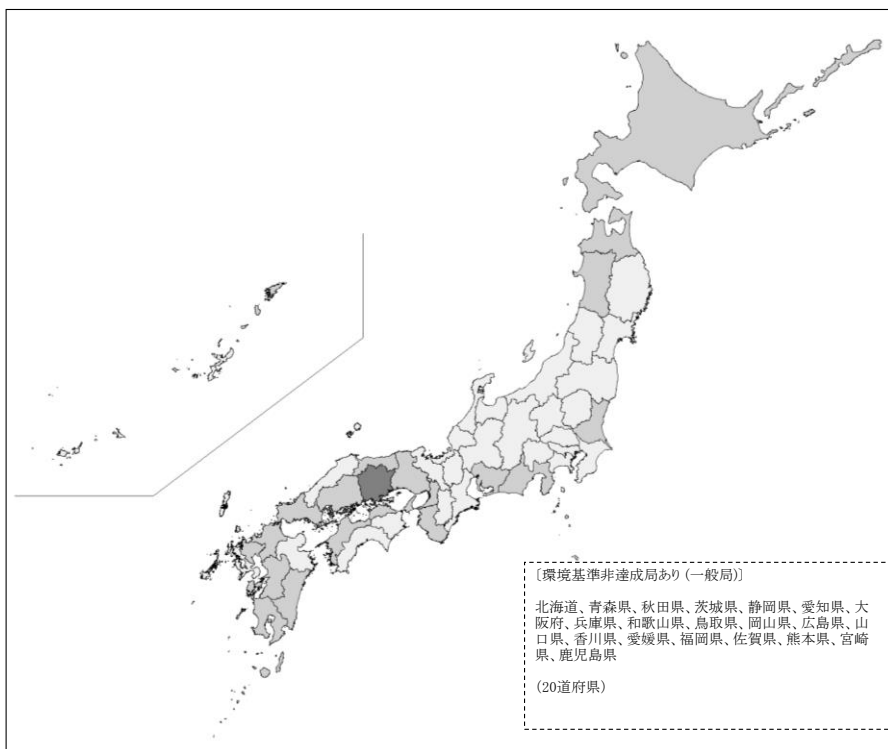 〔環境基準非達成局あり(一般局)〕
北海道、青森県、秋田県、茨城県、静岡県、愛知県、大
阪府、兵庫県、和歌山県、鳥取県、岡山県、広島県、山
口県、香川県、愛媛県、福岡県、佐賀県、熊本県、宮崎
県、鹿児島県
(20道府県)